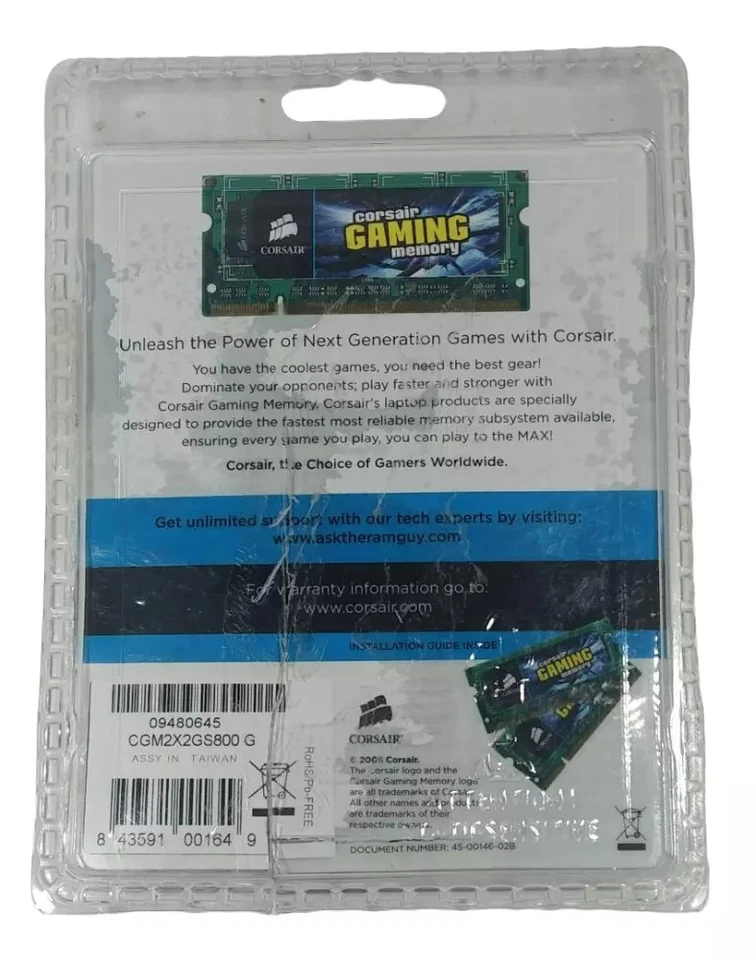 CORSAIR
CORSAIR
corsair
GAMING
memory
Unleash the Power of Next Generation Games with Corsair.
You have the coolest games, you need the best gear!
Dominate your opponents; play faster and stronger with
Corsair Gaming Memory. Corsair's laptop products are specially
designed to provide the fastest most reliable memory subsystem available,
ensuring every game you play, you can play to the MAX!
Corsair, the Choice of Gamers Worldwide.
Get unlimited support with our tech experts by visiting:
www.asktheramguy.com
For warranty information go to:
www.corsair.com
INSTALLATION GUIDE INSIDE
corsair
GAMING
memory
09480645
CGM2X2GS800 G
ASSY IN TAIWAN
RoHS/Pb-FREE
8 43591 00164 9
CORSAIR
Corsair.
The Corsair logo and the
Corsair Gaming Memory logo
are all trademarks of
All other names and products
are trademarks of their
respective owners.
DOCUMENT NUMBER: 45-00146-02B